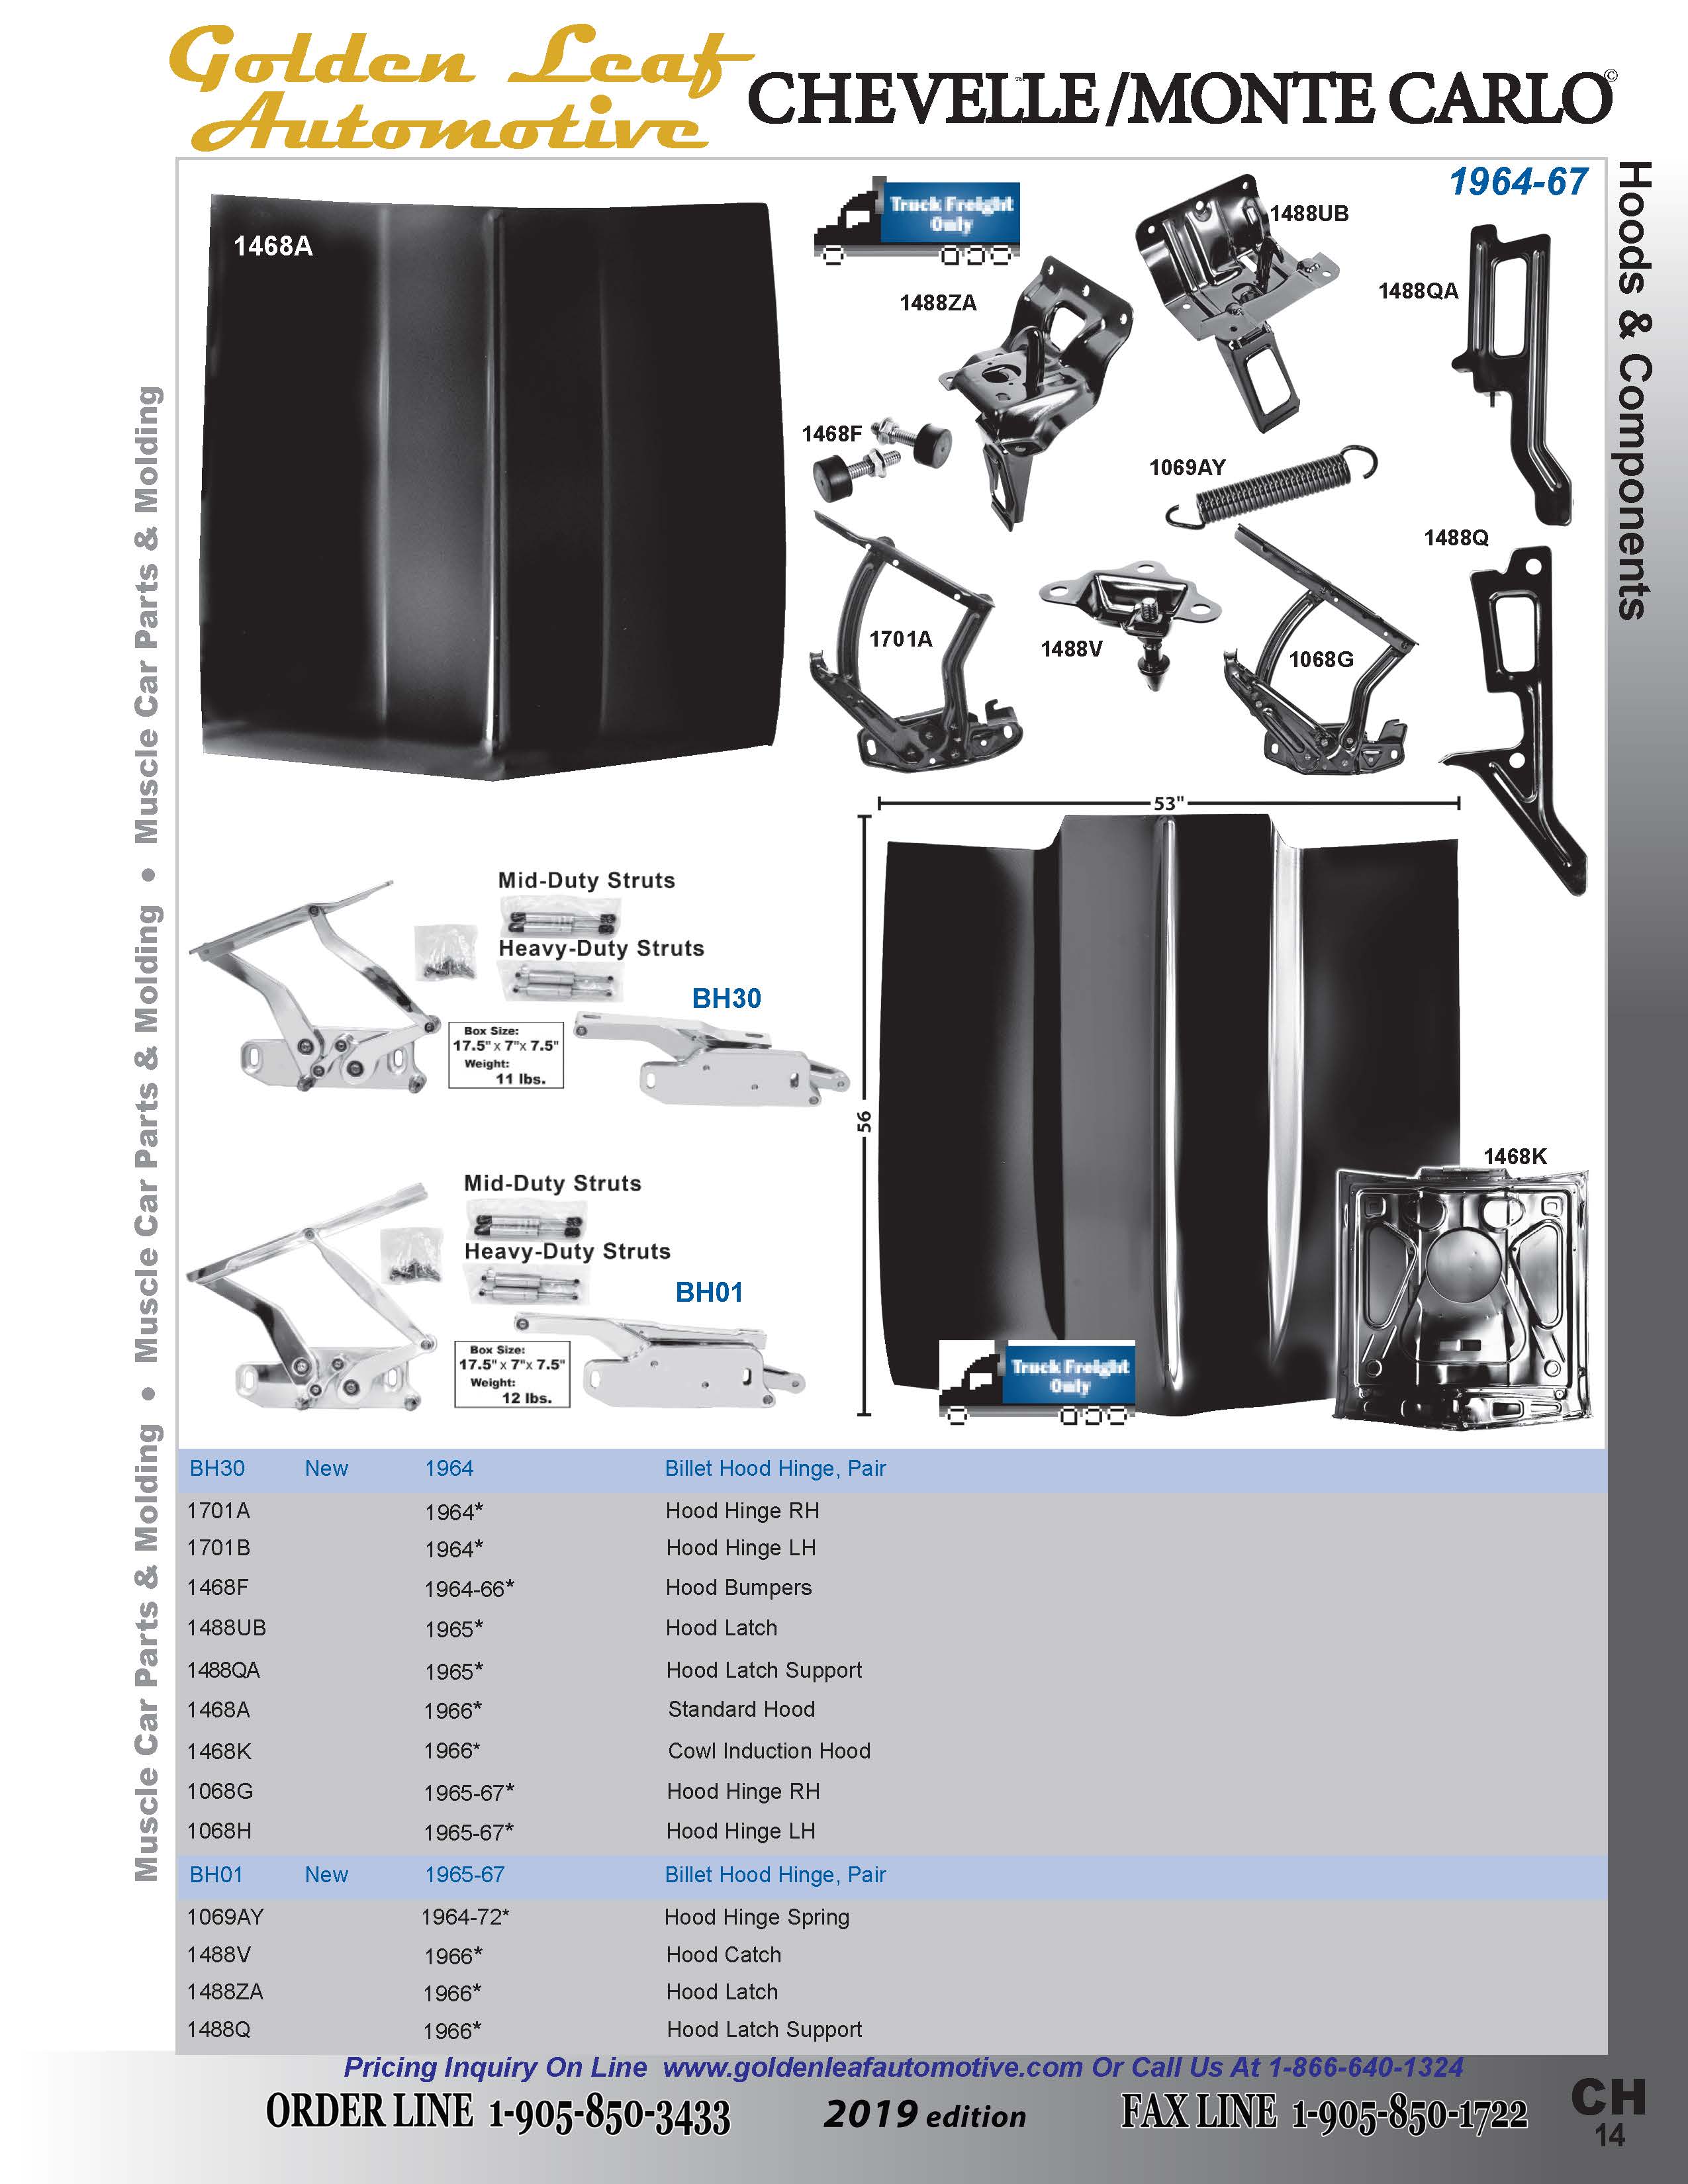 Golden Leaf
Automotive
CHEVELLE/MONTE CARLO©
1964-67
Hoods & Components
Muscle Car Parts & Molding • Muscle Car Parts & Molding • Muscle Car Parts & Molding
1468A
Truck Freight
Only
1488UB
1488ZA
1488QA
1468F
1069AY
1488Q
1701A
1488V
1068G
53"
56
Mid-Duty Struts
Heavy-Duty Struts
BH30
Box Size:
17.5" x 7"x 7.5"
Weight:
11 lbs.
1468K
Mid-Duty Struts
Heavy-Duty Struts
BH01
Box Size:
17.5" x 7"x 7.5"
Weight:
12 lbs.
Truck Freight
Only
BH30 New 1964 Billet Hood Hinge, Pair
1701A 1964* Hood Hinge RH
1701B 1964* Hood Hinge LH
1468F 1964-66* Hood Bumpers
1488UB 1965* Hood Latch
1488QA 1965* Hood Latch Support
1468A 1966* Standard Hood
1468K 1966* Cowl Induction Hood
1068G 1965-67* Hood Hinge RH
1068H 1965-67* Hood Hinge LH
BH01 New 1965-67 Billet Hood Hinge, Pair
1069AY 1964-72* Hood Hinge Spring
1488V 1966* Hood Catch
1488ZA 1966* Hood Latch
1488Q 1966* Hood Latch Support
Pricing Inquiry On Line www.goldenleafautomotive.com Or Call Us At 1-866-640-1324
ORDER LINE 1-905-850-3433
2019 edition
FAX LINE 1-905-850-1722
CH
14